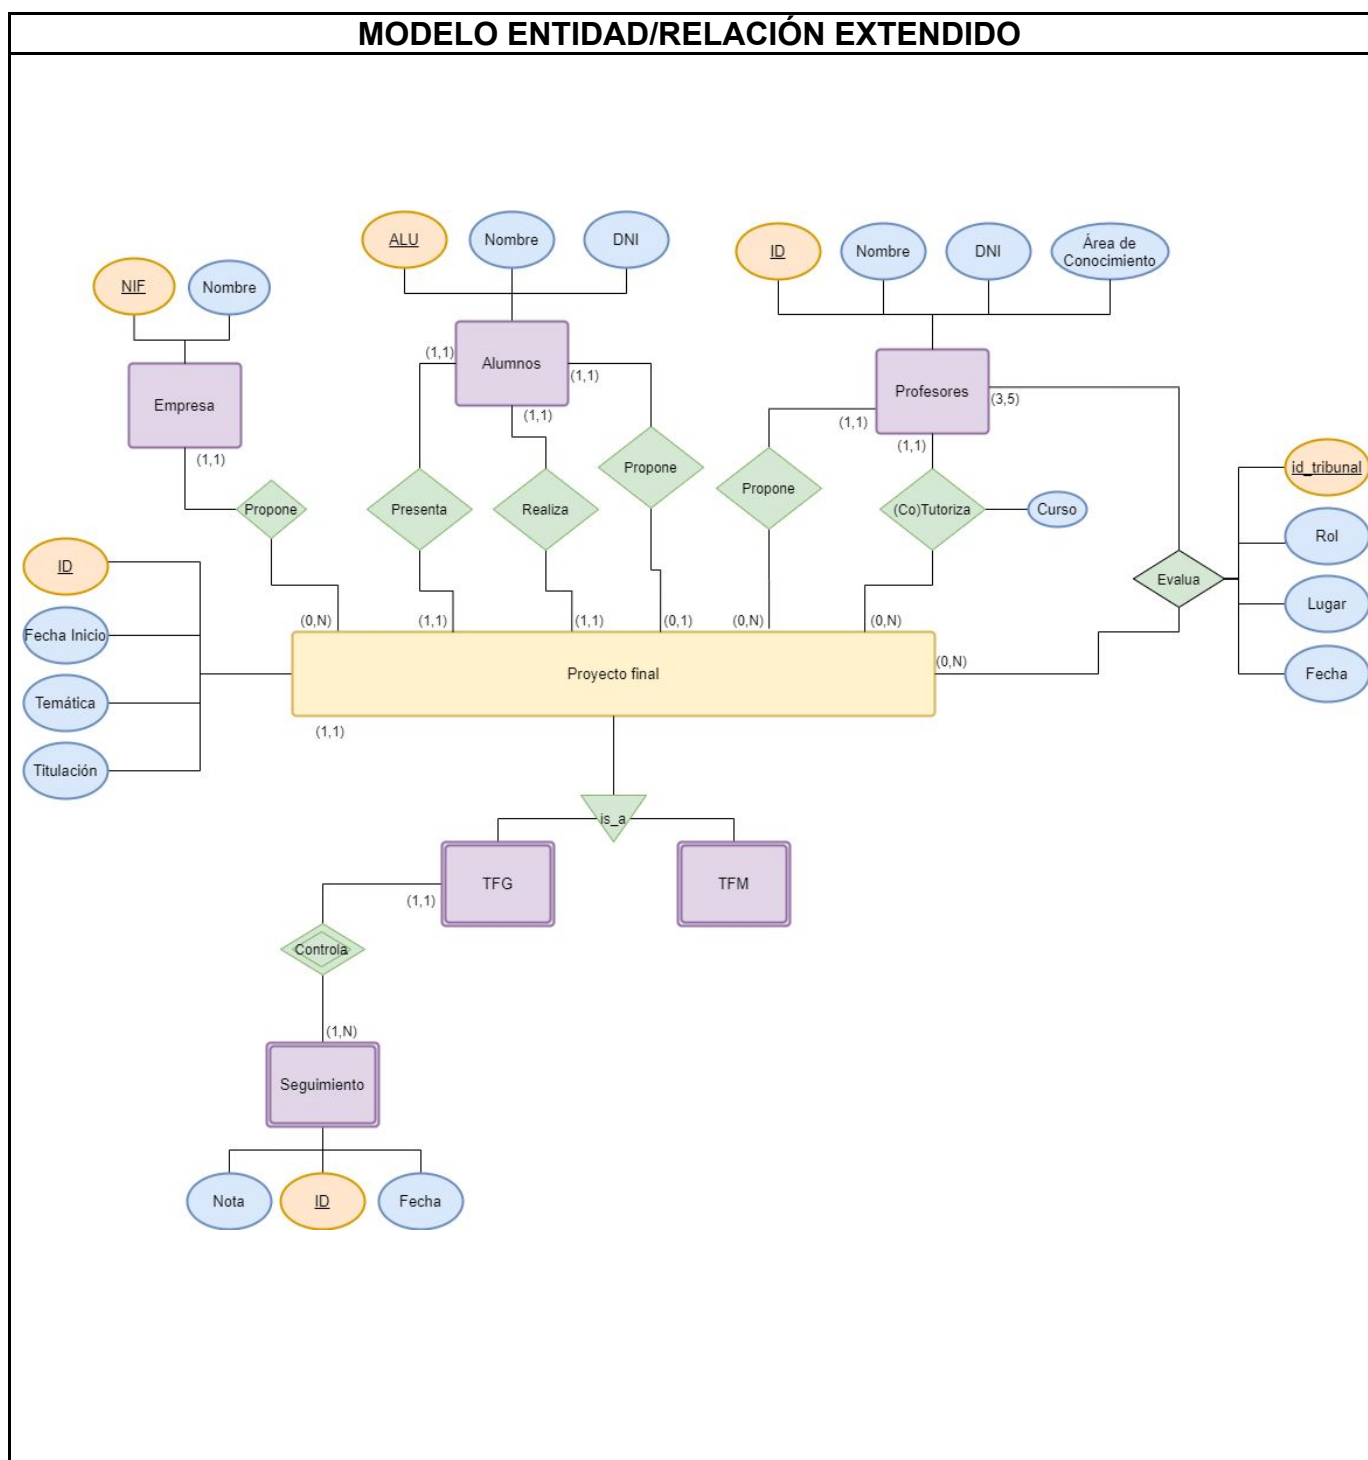 MODELO ENTIDAD/RELACIÓN EXTENDIDO
ALU
Nombre
DNI
ID
Nombre
DNI
Área de
Conocimiento
NIF
Nombre
Empresa
(1,1)
(1,1)
Alumnos
(1,1)
(1,1)
Profesores
(3,5)
(1,1)
(1,1)
Propone
Presenta
Realiza
Propone
Propone
(Co)Tutoriza
Curso
id_tribunal
Rol
Lugar
Fecha
Evalua
ID
Fecha Inicio
Temática
Titulación
(0,N)
(1,1)
(1,1)
(0,1)
(0,N)
(0,N)
(0,N)
Proyecto final
(1,1)
is_a
TFG
TFM
(1,1)
Controla
(1,N)
Seguimiento
Nota
ID
Fecha